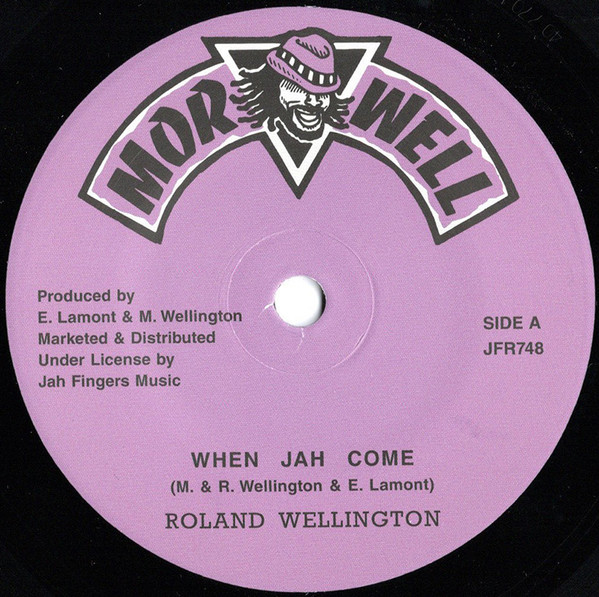 MOR WELL
Produced by
E. Lamont & M. Wellington
Marketed & Distributed
Under License by
Jah Fingers Music
SIDE A
JFR748
WHEN JAH COME
(M. & R. Wellington & E. Lamont)
ROLAND WELLINGTON